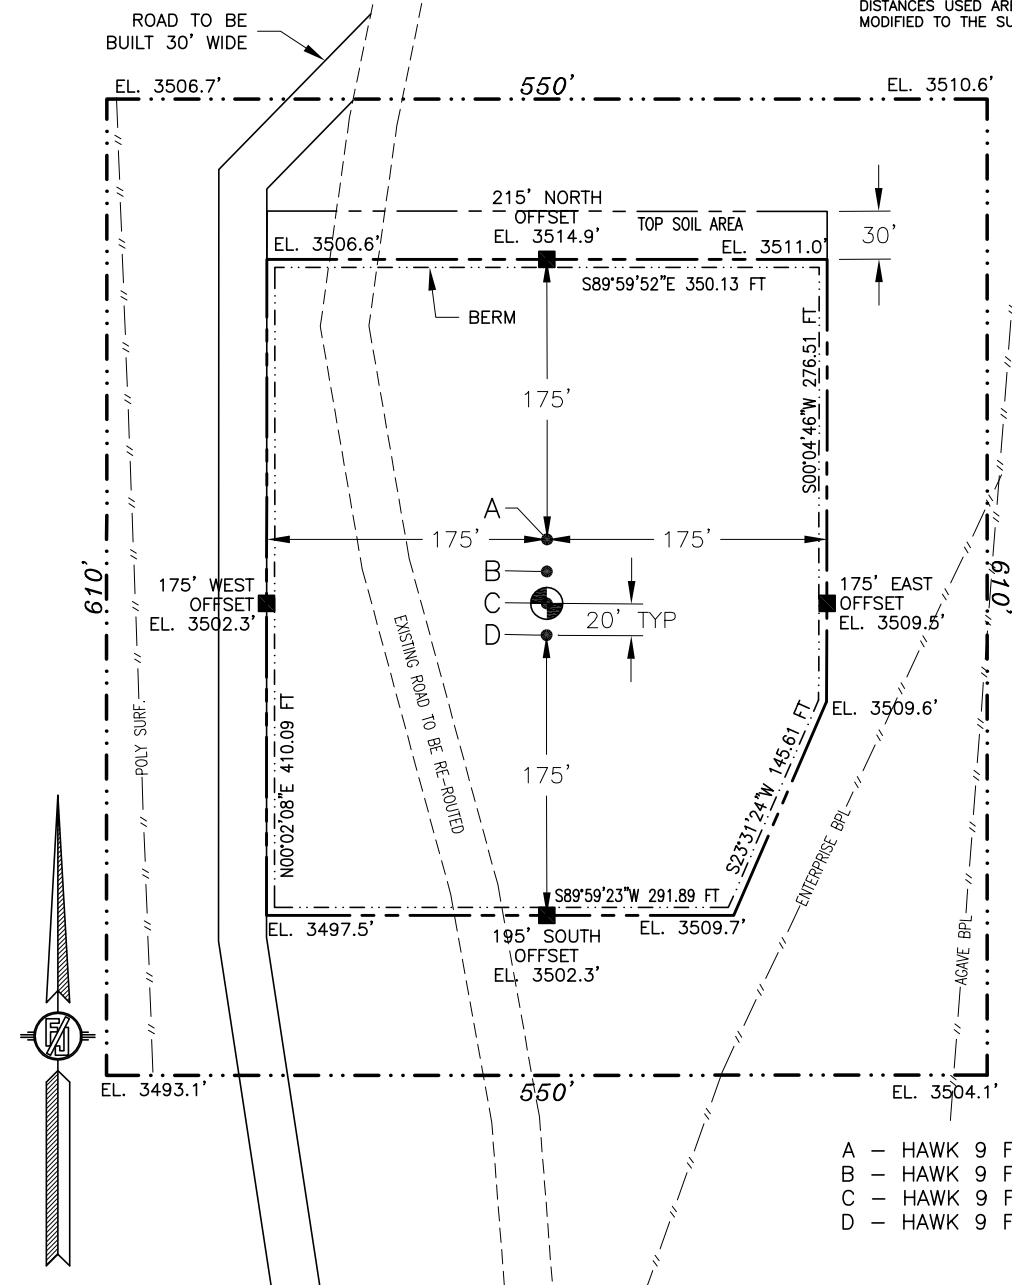 DISTANCES USED ARE
MODIFIED TO THE SU
ROAD TO BE
BUILT 30' WIDE
EL. 3506.7'
550'
EL. 3510.6'
215' NORTH
OFFSET
EL. 3514.9'
TOP SOIL AREA
30'
EL. 3506.6'
EL. 3511.0'
S89°59'52"E 350.13 FT
BERM
S00°04'46"W 276.51 FT
175'
A
175'
175'
B
C
D
20' TYP
610'
175' WEST
OFFSET
EL. 3502.3'
175' EAST
OFFSET
EL. 3509.5'
610'
EXISTING ROAD TO BE RE-ROUTED
POLY SURF.
N00°02'08"E 410.09 FT
175'
EL. 3509.6'
S23°31'24"W 145.61 FT
ENTERPRISE BPL
AGAVE BPL
S89°59'23"W 291.89 FT
EL. 3497.5'
195' SOUTH
OFFSET
EL. 3502.3'
EL. 3509.7'
EL. 3493.1'
550'
EL. 3504.1'
A - HAWK 9 F
B - HAWK 9 F
C - HAWK 9 F
D - HAWK 9 F